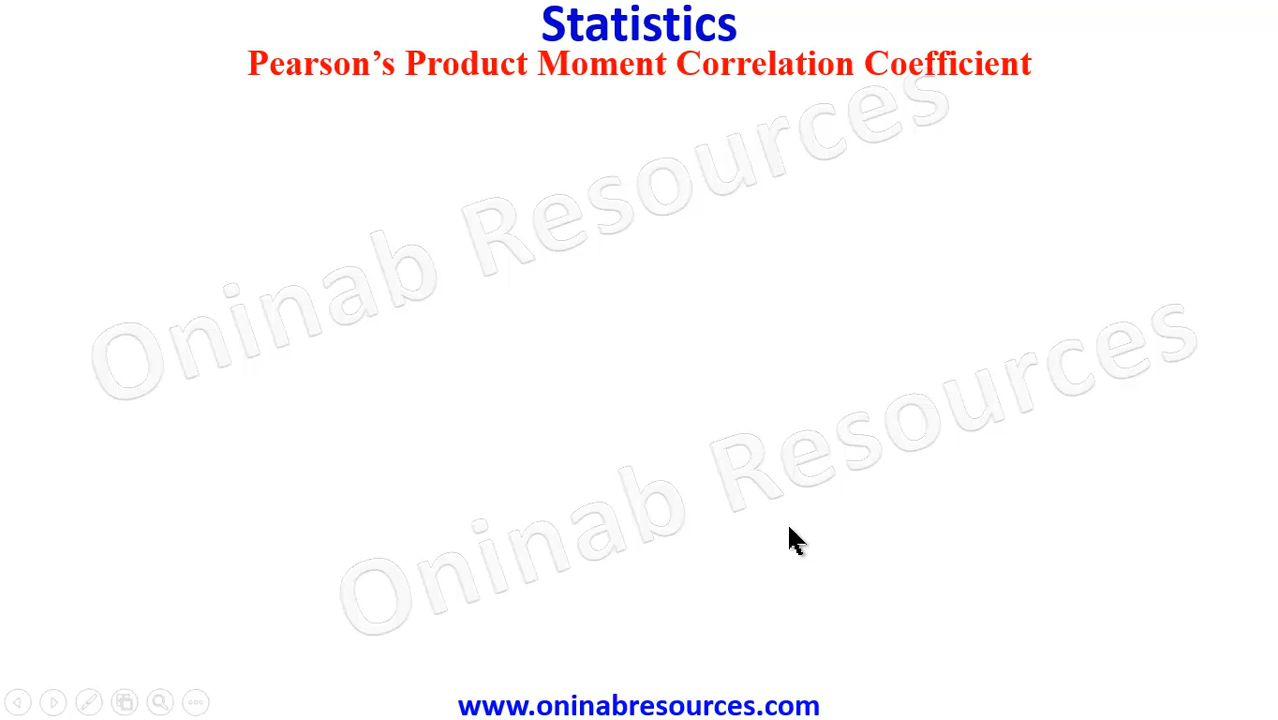 Statistics
Pearson’s Product Moment Correlation Coefficient
Oninab Resources
Oninab Resources
www.oninabresources.com